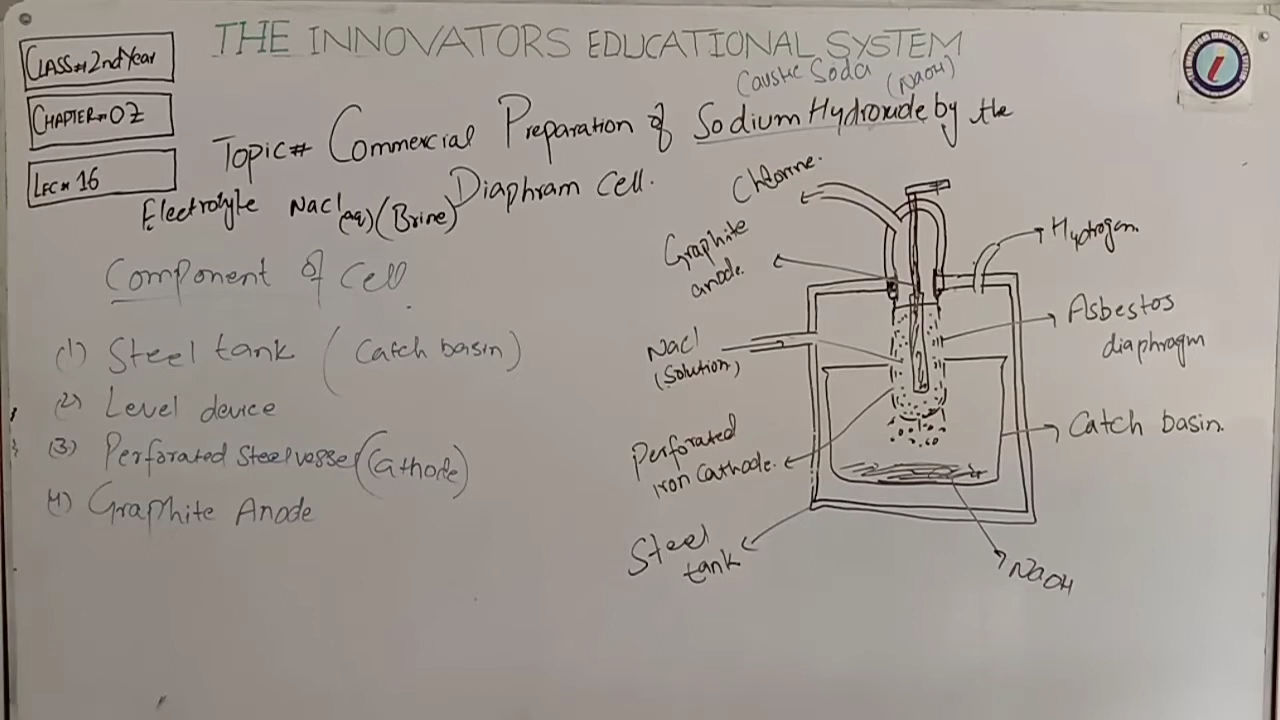 THE INNOVATORS EDUCATIONAL SYSTEM
CLASS# 2nd Year
CHAPTER# 02
LEC# 16
Caustic Soda (NaOH)
Topic# Commercial Preparation of Sodium Hydroxide by the
Diaphram Cell.
Electrolyte NaCl(aq) (Brine)
Component of Cell
(1) Steel tank (Catch basin)
(2) Level device
(3) Perforated Steel vessel (Cathode)
(4) Graphite Anode
Chlorine.
Graphite
anode.
NaCl
(Solution)
Perforated
iron Cathode.
Steel
tank
Hydrogen.
Asbestos
diaphragm
Catch basin.
NaOH